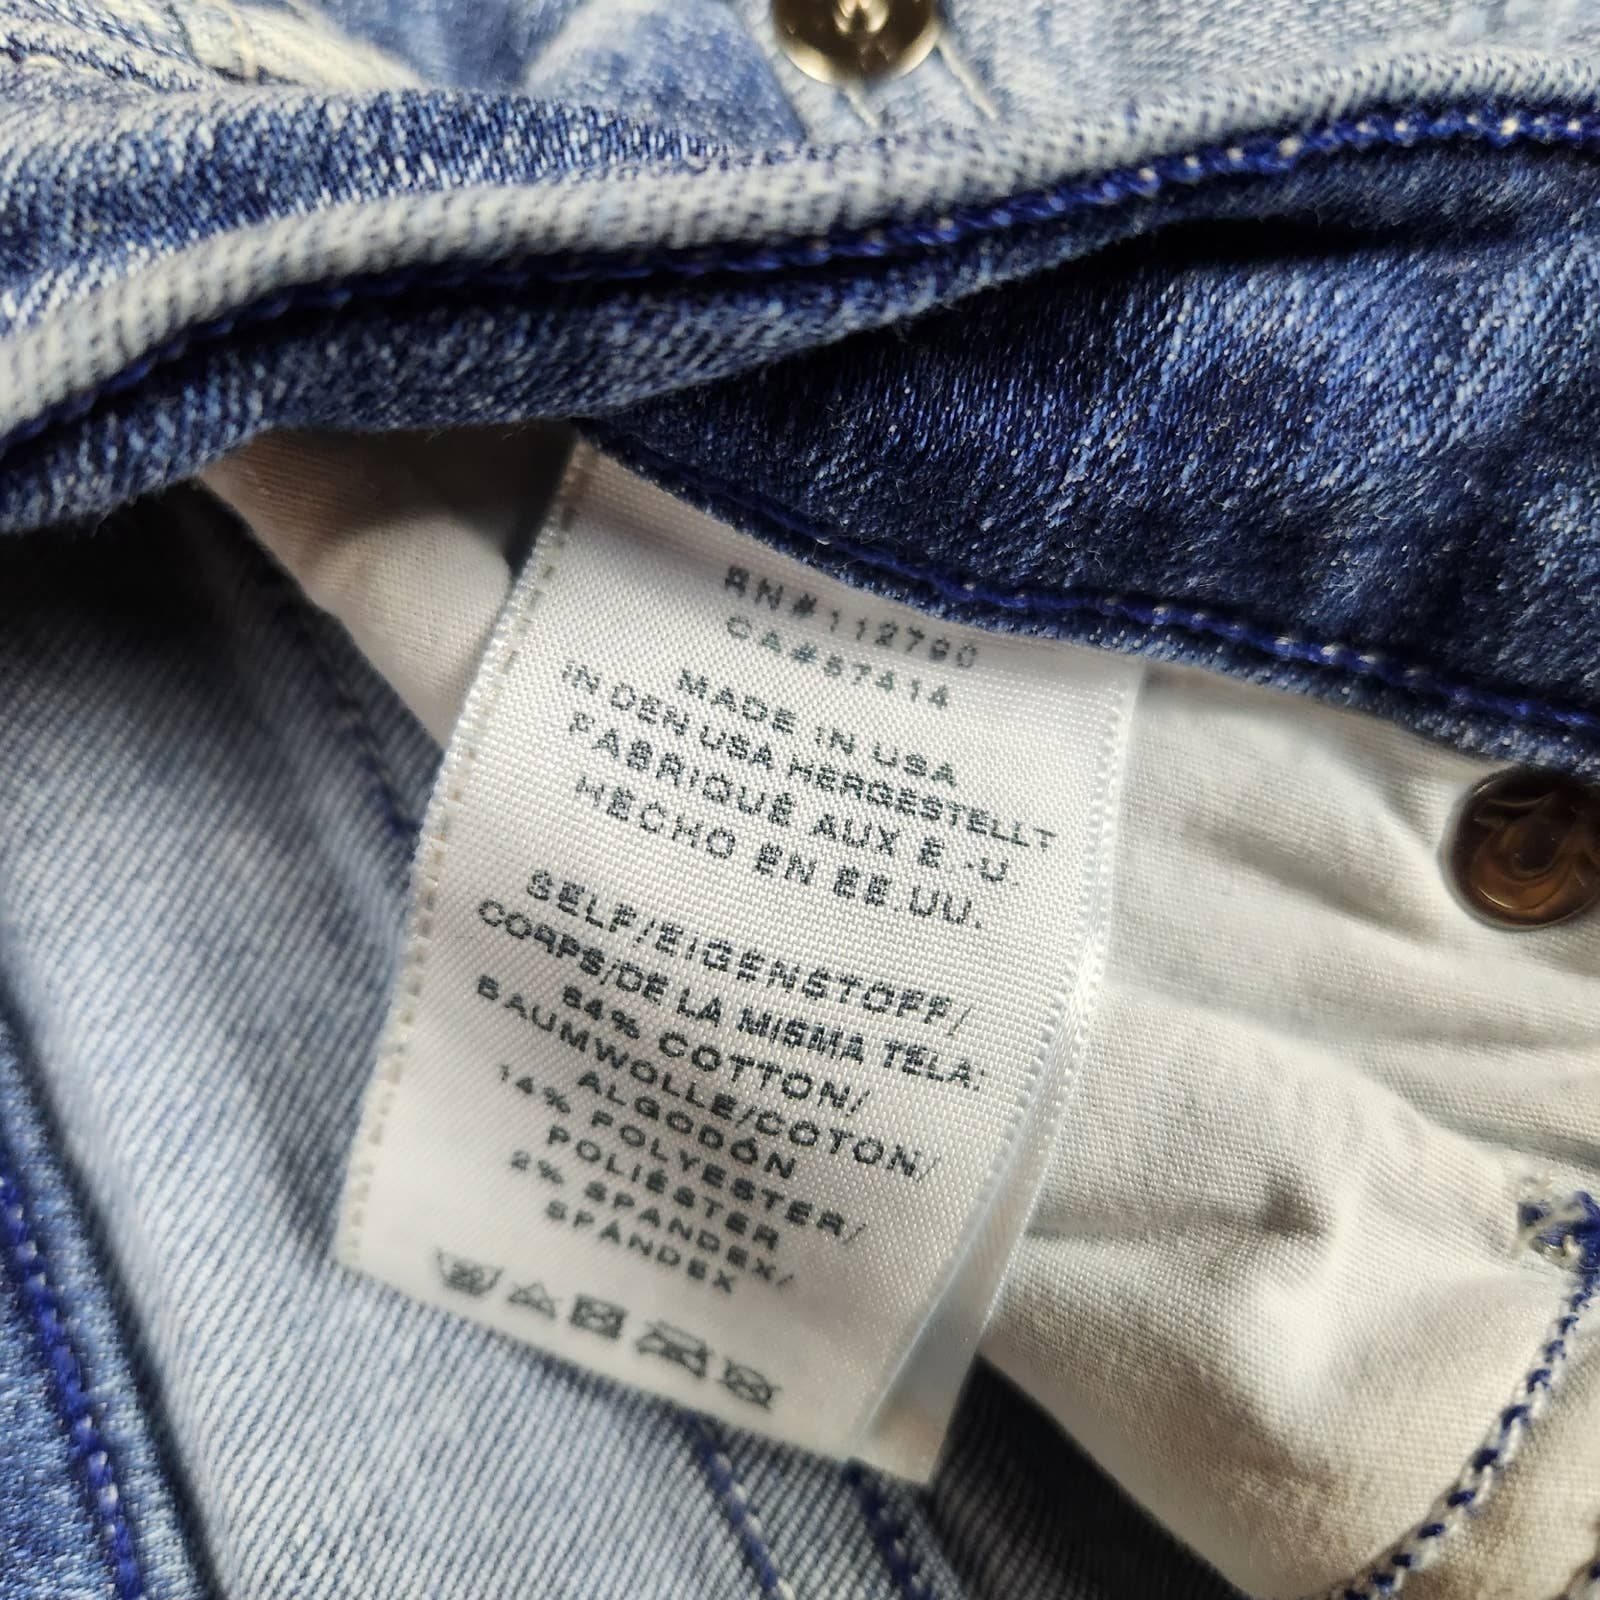 RN#112790
CA#57414
MADE IN USA
IN DEN USA HERGESTELLT
FABRIQUÉ AUX É.-U.
HECHO EN EE.UU.
SELF/EIGENSTOFF/
CORPS/DE LA MISMA TELA:
84% COTTON/
BAUMWOLLE/COTON/
ALGODÓN
14% POLYESTER/
POLIÉSTER
2% SPANDEX/
SPANDEX